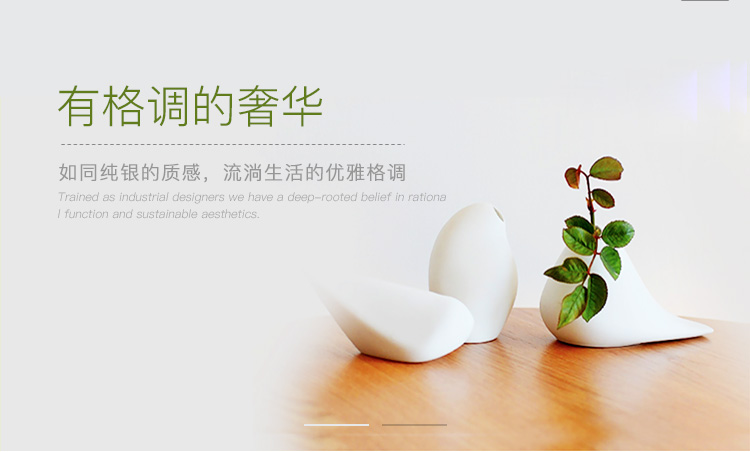 有格调的奢华
如同纯银的质感，流淌生活的优雅格调
Trained as industrial designers we have a deep-rooted belief in rationa
l function and sustainable aesthetics.